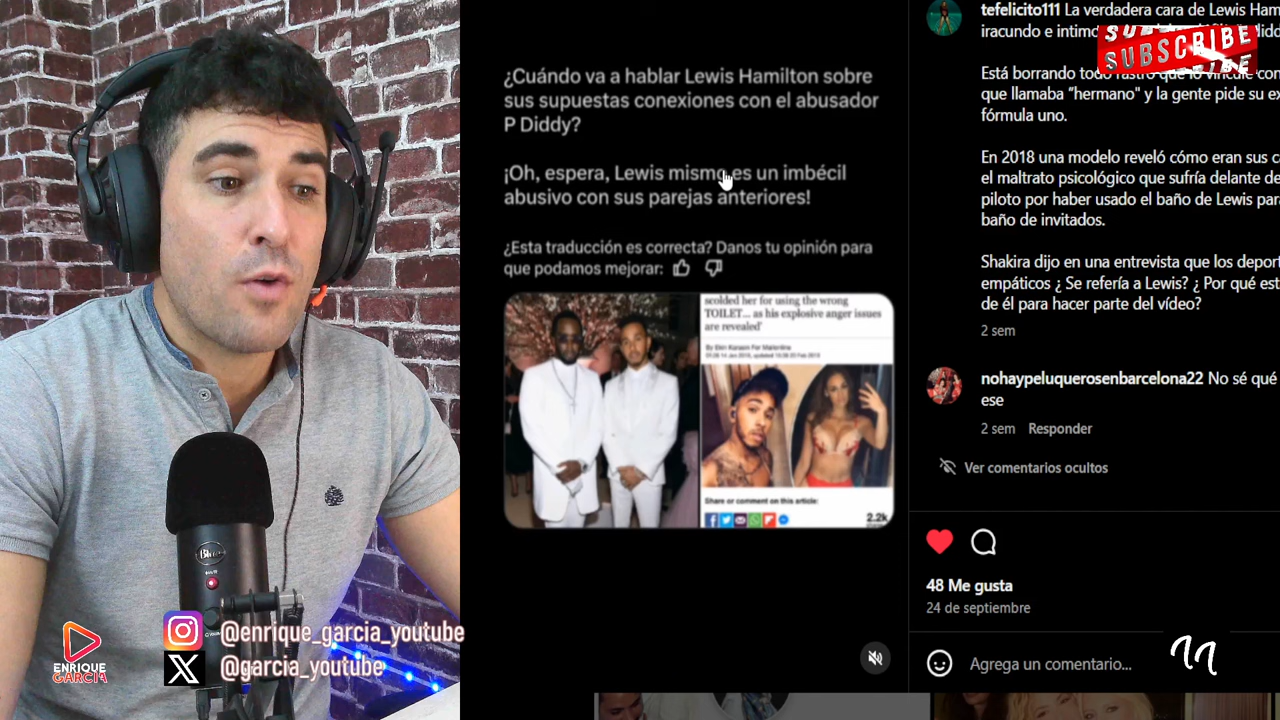 ¿Cuándo va a hablar Lewis Hamilton sobre
sus supuestas conexiones con el abusador
P Diddy?
¡Oh, espera, Lewis mismo es un imbécil
abusivo con sus parejas anteriores!
¿Esta traducción es correcta? Danos tu opinión para
que podamos mejorar:
scolded her for using the wrong
TOILET... as his explosive anger issues
are revealed'
Share or comment on this article:
2.2k
tefelicito111 La verdadera cara de Lewis Ham
iracundo e
SUBSCRIBE
Está borrando todo rastro que lo
que llamaba "hermano" y la gente pide su ex
fórmula uno.
En 2018 una modelo reveló cómo eran sus
el maltrato psicológico que sufría delante de
piloto por haber usado el baño de Lewis para
baño de invitados.
Shakira dijo en una entrevista que los depor
empáticos ¿ Se refería a Lewis? ¿ Por qué est
de él para hacer parte del vídeo?
2 sem
nohaypeluquerosenbarcelona22 No sé qué
ese
2 sem Responder
Ver comentarios ocultos
48 Me gusta
24 de septiembre
Agrega un comentario...
Blue
ENRIQUE
GARCIA
@enrique_garcia_youtube
@garcia_youtube